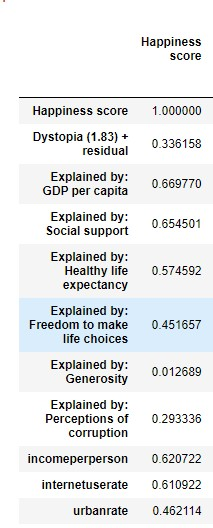 Happiness
score
Happiness score 1.000000
Dystopia (1.83) +
residual 0.336158
Explained by:
GDP per capita 0.669770
Explained by:
Social support 0.654501
Explained by:
Healthy life
expectancy 0.574592
Explained by:
Freedom to make
life choices 0.451657
Explained by:
Generosity 0.012689
Explained by:
Perceptions of
corruption 0.293336
incomeperperson 0.620722
internetuserate 0.610922
urbanrate 0.462114